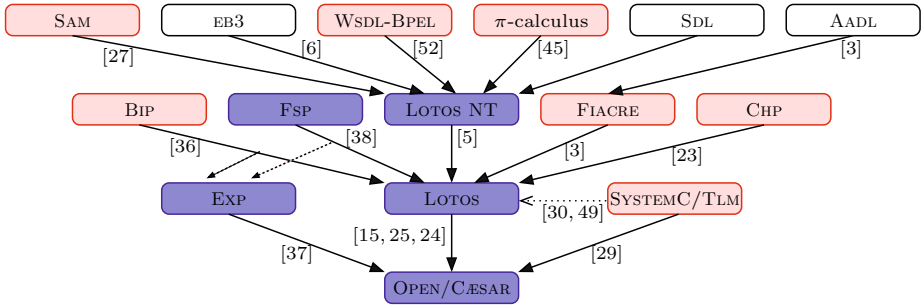 SAM EB3 WSDL-BPEL π-calculus SDL AADL
[27] [6] [52] [45] [3]
BIP FSP LOTOS NT FIACRE CHP
[36] [38] [5] [3] [23]
EXP LOTOS SYSTEMC/TLM
[37] [15, 25, 24] [30, 49] [29]
OPEN/CÆSAR